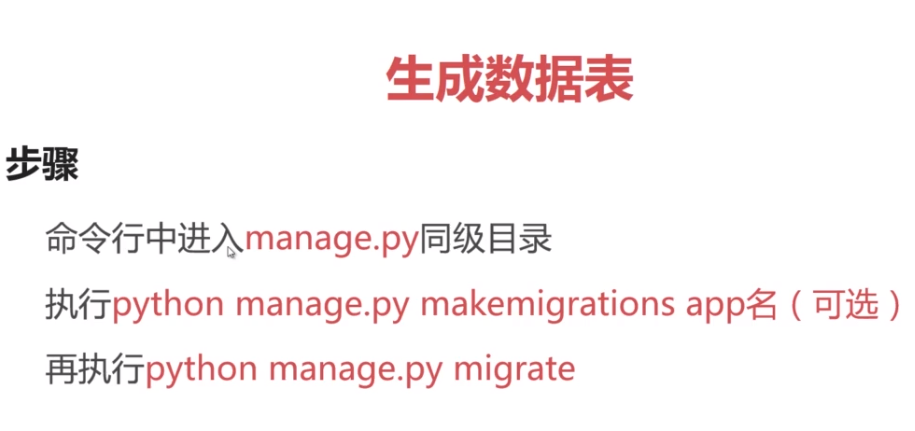 生成数据表
步骤
命令行中进入manage.py同级目录
执行python manage.py makemigrations app名（可选）
再执行python manage.py migrate